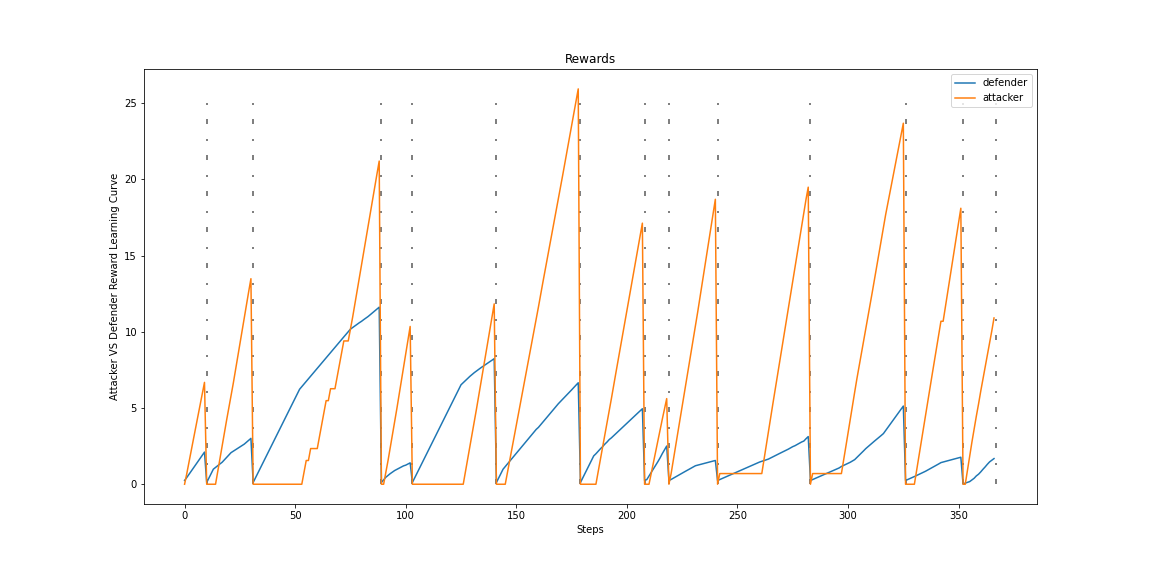 Rewards
defender
attacker
Attacker VS Defender Reward Learning Curve
25
20
15
10
5
0
0 50 100 150 200 250 300 350
Steps